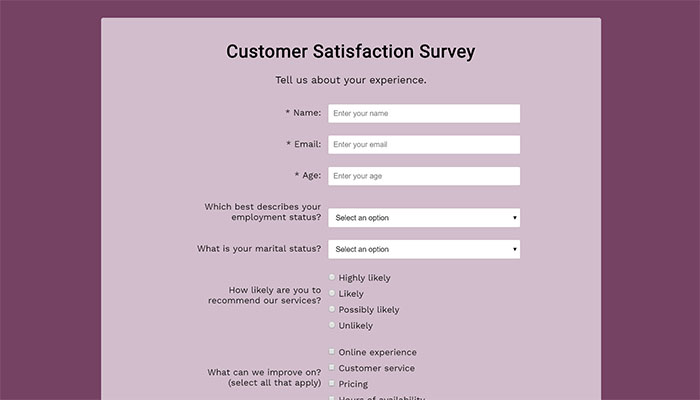 Customer Satisfaction Survey
Tell us about your experience.
* Name:
Enter your name
* Email:
Enter your email
* Age:
Enter your age
Which best describes your
employment status?
Select an option
What is your marital status?
Select an option
How likely are you to
recommend our services?
Highly likely
Likely
Possibly likely
Unlikely
What can we improve on?
(select all that apply)
Online experience
Customer service
Pricing
Hours of availability